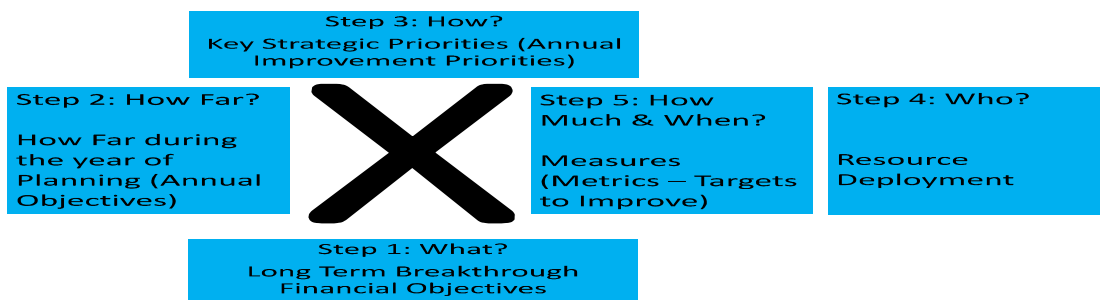 Step 3: How?
Key Strategic Priorities (Annual
Improvement Priorities)
Step 2: How Far?
How Far during
the year of
Planning (Annual
Objectives)
Step 5: How
Much & When?
Measures
(Metrics – Targets
to Improve)
Step 4: Who?
Resource
Deployment
Step 1: What?
Long Term Breakthrough
Financial Objectives